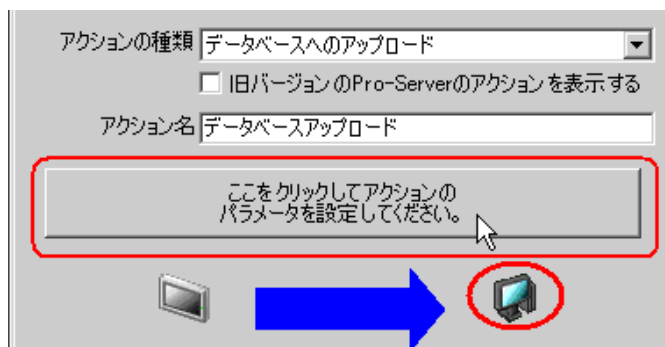 アクションの種類 データベースへのアップロード
旧バージョンのPro-Serverのアクションを表示する
アクション名 データベースアップロード
ここをクリックしてアクションの
パラメータを設定してください。